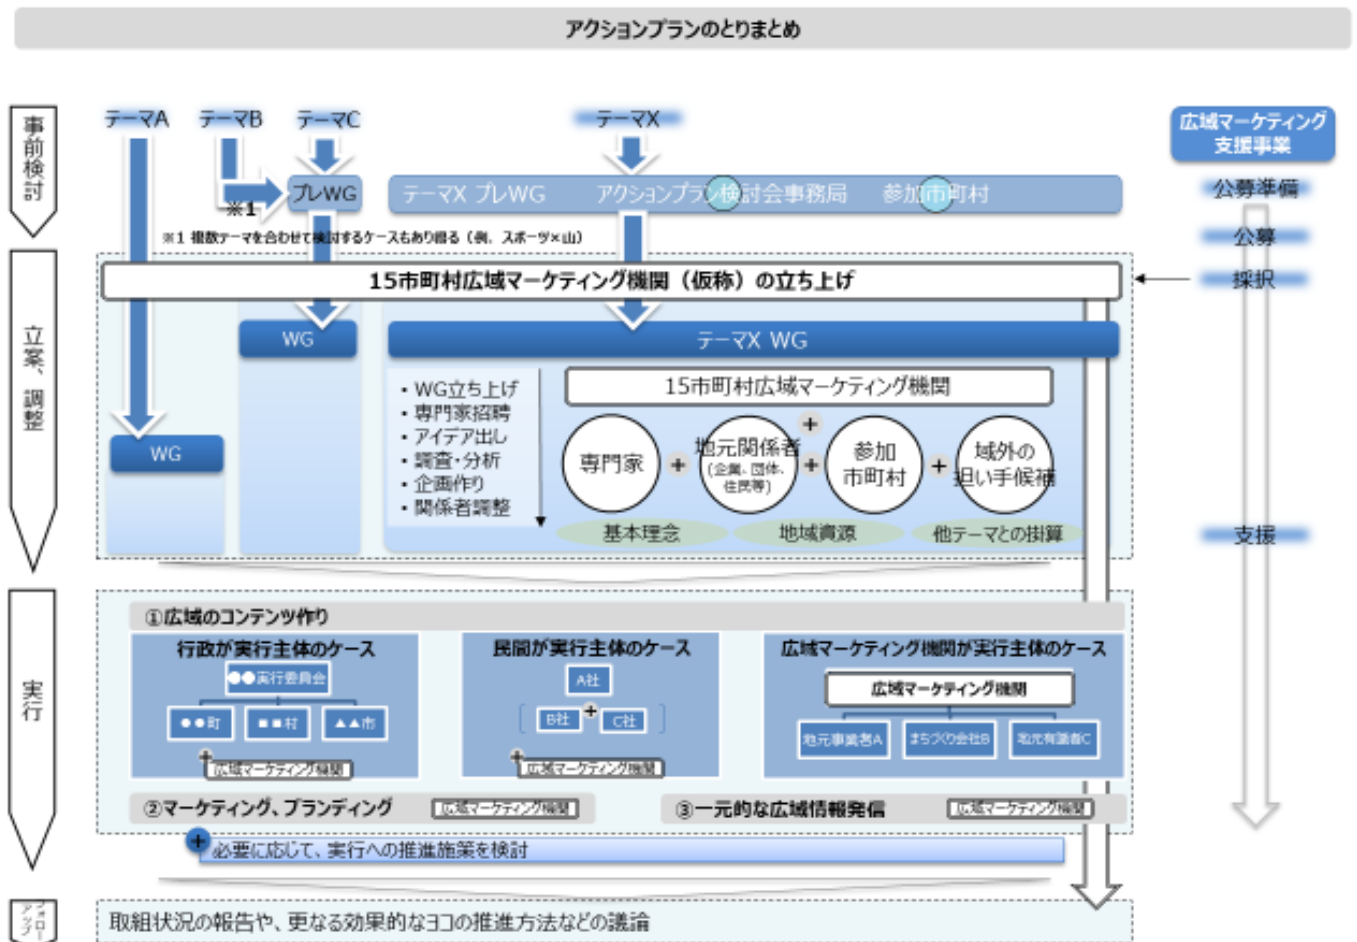 アクションプランのとりまとめ
事前検討
テーマA
テーマB
テーマC
テーマX
広域マーケティング
支援事業
プレWG
テーマX プレWG
アクションプラン検討会事務局
参加市町村
公募準備
※1
※1 複数テーマを合わせて検討するケースもあり得る（例、スポーツ×山）
公募
立案、調整
15市町村広域マーケティング機関（仮称）の立ち上げ
採択
WG
テーマX WG
・WG立ち上げ
・専門家招聘
・アイデア出し
・調査・分析
・企画作り
・関係者調整
15市町村広域マーケティング機関
WG
専門家
+
地元関係者
(企業、団体、
住民等)
+
+
参加
市町村
+
域外の
担い手候補
基本理念
地域資源
他テーマとの掛算
支援
実行
①広域のコンテンツ作り
行政が実行主体のケース
●●実行委員会
●●町
■■村
▲▲市
+
広域マーケティング機関
民間が実行主体のケース
A社
B社
+
C社
+
広域マーケティング機関
広域マーケティング機関が実行主体のケース
広域マーケティング機関
地元事業者A
まちづくり会社B
地元有識者C
②マーケティング、ブランディング
広域マーケティング機関
③一元的な広域情報発信
広域マーケティング機関
+
必要に応じて、実行への推進施策を検討
フォローアップ
取組状況の報告や、更なる効果的なヨコの推進方法などの議論